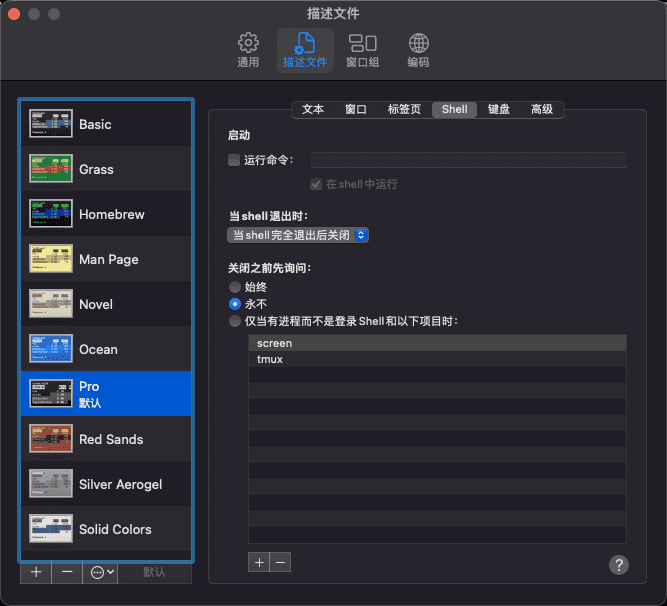 描述文件
通用
描述文件
窗口组
编码
Basic
Grass
Homebrew
Man Page
Novel
Ocean
Pro
默认
Red Sands
Silver Aerogel
Solid Colors
默认
文本 窗口 标签页 Shell 键盘 高级
启动
运行命令：
在 shell 中运行
当 shell 退出时：
当 shell 完全退出后关闭
关闭之前先询问：
始终
永不
仅当有进程而不是登录 Shell 和以下项目时：
screen
tmux
?